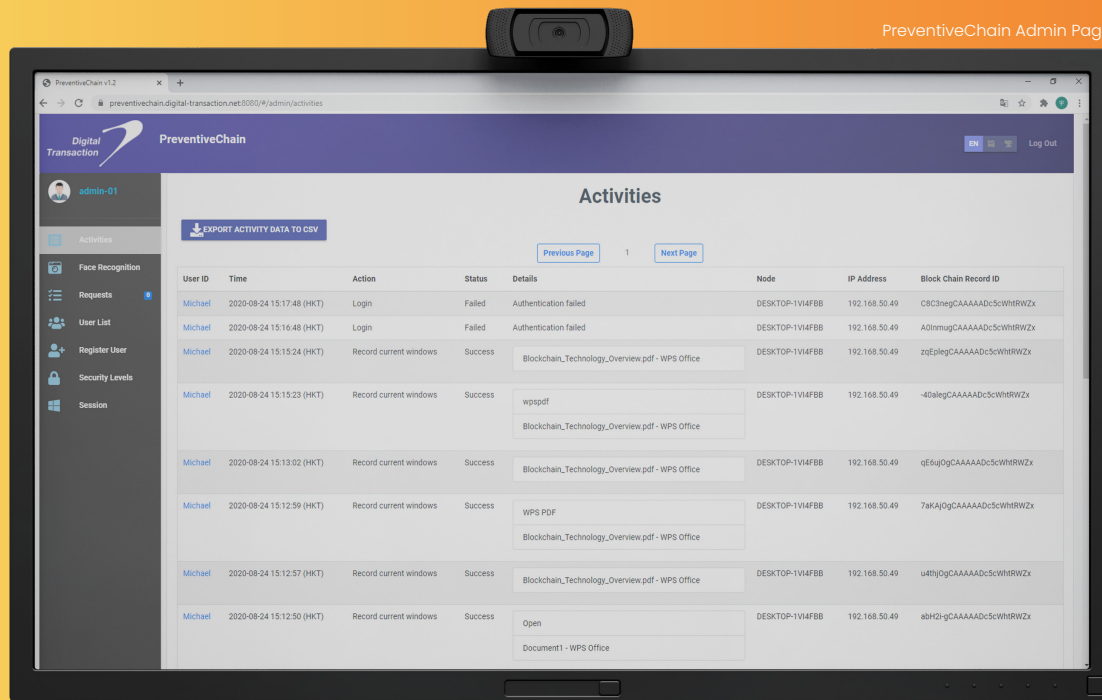 PreventiveChain Admin Pag
PreventiveChain v1.2
preventivechain.digital-transaction.net:8080/#/admin/activities
Digital
Transaction
PreventiveChain
EN
Log Out
admin-01
Activities
Face Recognition
Requests 0
User List
Register User
Security Levels
Session
Activities
EXPORT ACTIVITY DATA TO CSV
Previous Page 1 Next Page
User ID Time Action Status Details Node IP Address Block Chain Record ID
Michael 2020-08-24 15:17:48 (HKT) Login Failed Authentication failed DESKTOP-1VI4FBB 192.168.50.49 C8C3negCAAAAADc5cWhtRWZx
Michael 2020-08-24 15:16:48 (HKT) Login Failed Authentication failed DESKTOP-1VI4FBB 192.168.50.49 A0InmugCAAAAADc5cWhtRWZx
Michael 2020-08-24 15:15:24 (HKT) Record current windows Success DESKTOP-1VI4FBB 192.168.50.49 zqEplegCAAAAADc5cWhtRWZx
Blockchain_Technology_Overview.pdf - WPS Office
Michael 2020-08-24 15:15:23 (HKT) Record current windows Success DESKTOP-1VI4FBB 192.168.50.49 -40alegCAAAAADc5cWhtRWZx
wpspdf
Blockchain_Technology_Overview.pdf - WPS Office
Michael 2020-08-24 15:13:02 (HKT) Record current windows Success DESKTOP-1VI4FBB 192.168.50.49 qE6ujOgCAAAAADc5cWhtRWZx
Blockchain_Technology_Overview.pdf - WPS Office
Michael 2020-08-24 15:12:59 (HKT) Record current windows Success DESKTOP-1VI4FBB 192.168.50.49 7aKAjOgCAAAAADc5cWhtRWZx
WPS PDF
Blockchain_Technology_Overview.pdf - WPS Office
Michael 2020-08-24 15:12:57 (HKT) Record current windows Success DESKTOP-1VI4FBB 192.168.50.49 u4thjOgCAAAAADc5cWhtRWZx
Blockchain_Technology_Overview.pdf - WPS Office
Michael 2020-08-24 15:12:50 (HKT) Record current windows Success DESKTOP-1VI4FBB 192.168.50.49 abH2i-gCAAAAADc5cWhtRWZx
Open
Document1 - WPS Office